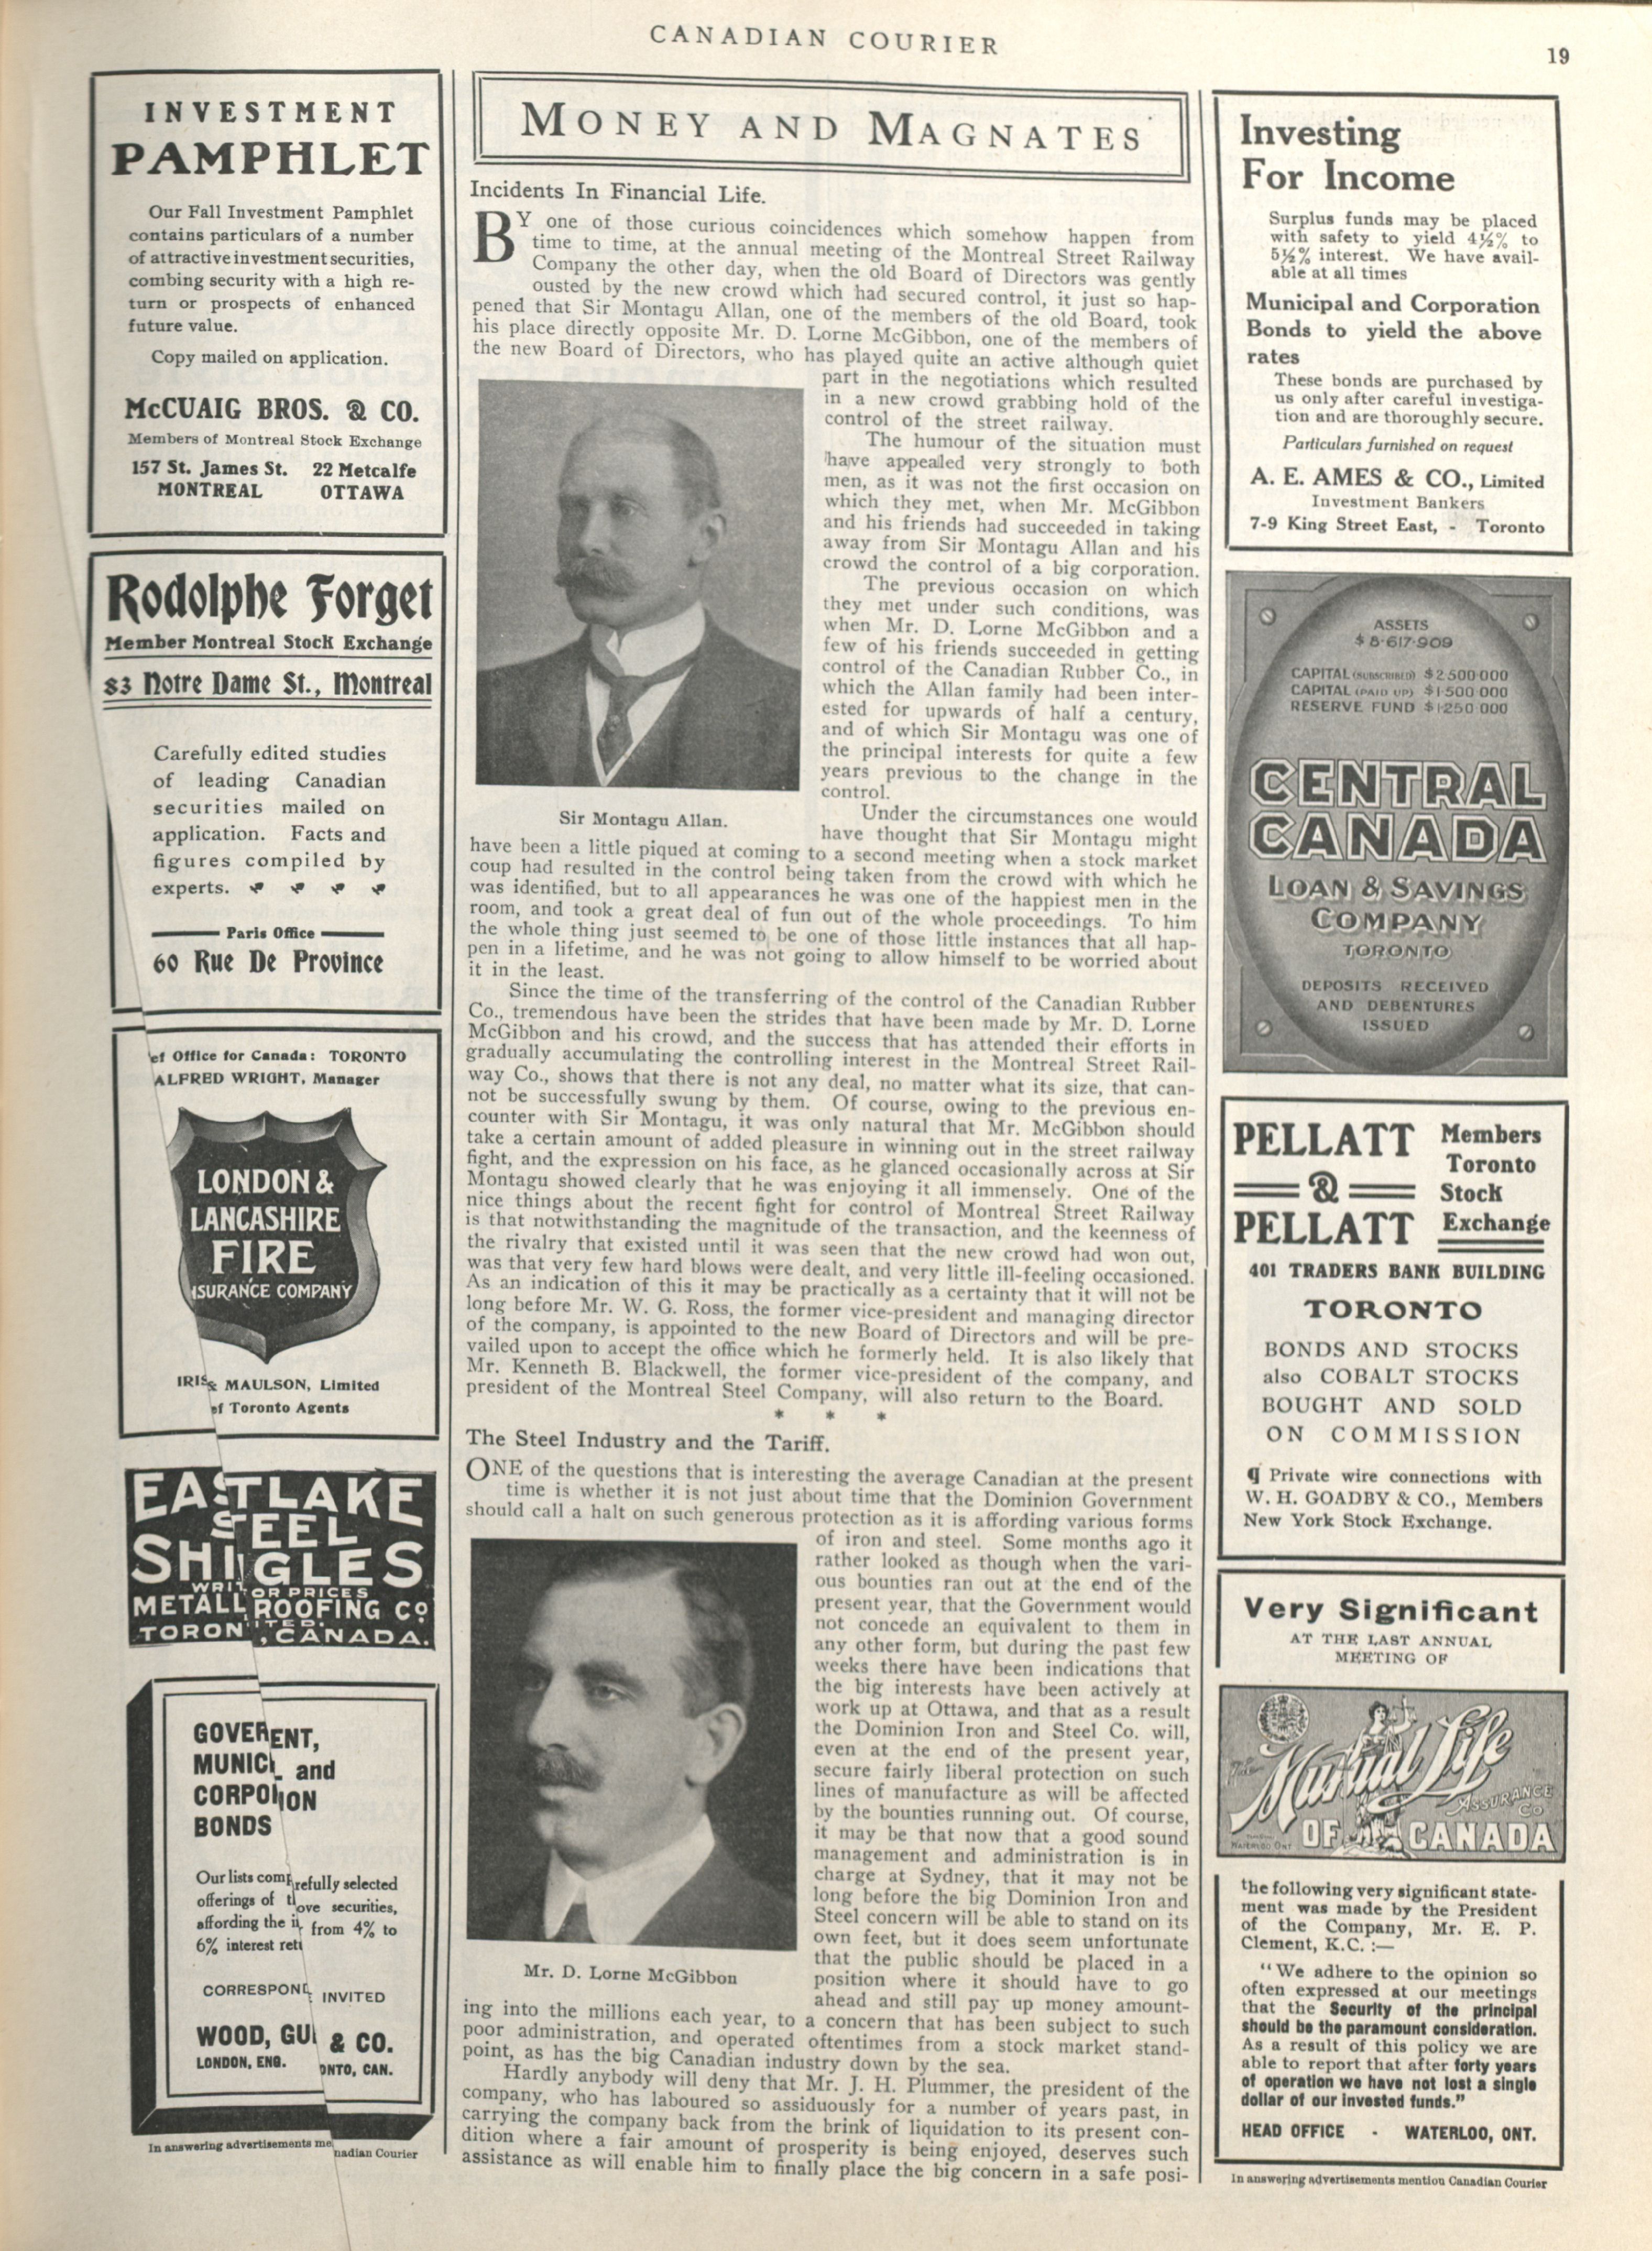 CANADIAN COURIER
19
INVESTMENT
PAMPHLET
Our Fall Investment Pamphlet
contains particulars of a number
of attractive investment securities,
combing security with a high re-
turn or prospects of enhanced
future value.
Copy mailed on application.
McCUAIG BROS. & CO.
Members of Montreal Stock Exchange
157 St. James St. 22 Metcalfe
MONTREAL OTTAWA
Rodolphe Forget
Member Montreal Stock Exchange
83 Notre Dame St., Montreal
Carefully edited studies
of leading Canadian
securities mailed on
application. Facts and
figures compiled by
experts.
Paris Office
60 Rue De Province
ef Office for Canada: TORONTO
ALFRED WRIGHT, Manager
LONDON &
LANCASHIRE
FIRE
ISURANCE COMPANY
IRIS & MAULSON, Limited
ef Toronto Agents
EASTLAKE
STEEL
SHIGLES
WRIT OR PRICES
METALL ROOFING Co
ITED.
TORON , CANADA.
GOVERENT,
MUNICL and
CORPOION
BONDS
Our lists comp refully selected
offerings of t ove securities,
affording the i from 4% to
6% interest ret
CORRESPOND INVITED
WOOD, GU & CO.
LONDON, ENG. ONTO, CAN.
In answering advertisements me nadian Courier
MONEY AND MAGNATES
Incidents In Financial Life.
BY one of those curious coincidences which somehow happen from
time to time, at the annual meeting of the Montreal Street Railway
Company the other day, when the old Board of Directors was gently
ousted by the new crowd which had secured control, it just so hap-
pened that Sir Montagu Allan, one of the members of the old Board, took
his place directly opposite Mr. D. Lorne McGibbon, one of the members of
the new Board of Directors, who has played quite an active although quiet
part in the negotiations which resulted
in a new crowd grabbing hold of the
control of the street railway.
The humour of the situation must
have appealed very strongly to both
men, as it was not the first occasion on
which they met, when Mr. McGibbon
and his friends had succeeded in taking
away from Sir Montagu Allan and his
crowd the control of a big corporation.
The previous occasion on which
they met under such conditions, was
when Mr. D. Lorne McGibbon and a
few of his friends succeeded in getting
control of the Canadian Rubber Co., in
which the Allan family had been inter-
ested for upwards of half a century,
and of which Sir Montagu was one of
the principal interests for quite a few
years previous to the change in the
control.
Sir Montagu Allan.
Under the circumstances one would
have thought that Sir Montagu might
have been a little piqued at coming to a second meeting when a stock market
coup had resulted in the control being taken from the crowd with which he
was identified, but to all appearances he was one of the happiest men in the
room, and took a great deal of fun out of the whole proceedings. To him
the whole thing just seemed to be one of those little instances that all hap-
pen in a lifetime, and he was not going to allow himself to be worried about
it in the least.
Since the time of the transferring of the control of the Canadian Rubber
Co., tremendous have been the strides that have been made by Mr. D. Lorne
McGibbon and his crowd, and the success that has attended their efforts in
gradually accumulating the controlling interest in the Montreal Street Rail-
way Co., shows that there is not any deal, no matter what its size, that can-
not be successfully swung by them. Of course, owing to the previous en-
counter with Sir Montagu, it was only natural that Mr. McGibbon should
take a certain amount of added pleasure in winning out in the street railway
fight, and the expression on his face, as he glanced occasionally across at Sir
Montagu showed clearly that he was enjoying it all immensely. One of the
nice things about the recent fight for control of Montreal Street Railway
is that notwithstanding the magnitude of the transaction, and the keenness of
the rivalry that existed until it was seen that the new crowd had won out,
was that very few hard blows were dealt, and very little ill-feeling occasioned.
As an indication of this it may be practically as a certainty that it will not be
long before Mr. W. G. Ross, the former vice-president and managing director
of the company, is appointed to the new Board of Directors and will be pre-
vailed upon to accept the office which he formerly held. It is also likely that
Mr. Kenneth B. Blackwell, the former vice-president of the company, and
president of the Montreal Steel Company, will also return to the Board.
* * *
The Steel Industry and the Tariff.
ONE of the questions that is interesting the average Canadian at the present
time is whether it is not just about time that the Dominion Government
should call a halt on such generous protection as it is affording various forms
of iron and steel. Some months ago it
rather looked as though when the vari-
ous bounties ran out at the end of the
present year, that the Government would
not concede an equivalent to them in
any other form, but during the past few
weeks there have been indications that
the big interests have been actively at
work up at Ottawa, and that as a result
the Dominion Iron and Steel Co. will,
even at the end of the present year,
secure fairly liberal protection on such
lines of manufacture as will be affected
by the bounties running out. Of course,
it may be that now that a good sound
management and administration is in
charge at Sydney, that it may not be
long before the big Dominion Iron and
Steel concern will be able to stand on its
own feet, but it does seem unfortunate
that the public should be placed in a
position where it should have to go
ahead and still pay up money amount-
Mr. D. Lorne McGibbon
ing into the millions each year, to a concern that has been subject to such
poor administration, and operated oftentimes from a stock market stand-
point, as has the big Canadian industry down by the sea.
Hardly anybody will deny that Mr. J. H. Plummer, the president of the
company, who has laboured so assiduously for a number of years past, in
carrying the company back from the brink of liquidation to its present con-
dition where a fair amount of prosperity is being enjoyed, deserves such
assistance as will enable him to finally place the big concern in a safe posi-
Investing
For Income
Surplus funds may be placed
with safety to yield 4½% to
5½% interest. We have avail-
able at all times
Municipal and Corporation
Bonds to yield the above
rates
These bonds are purchased by
us only after careful investiga-
tion and are thoroughly secure.
Particulars furnished on request
A. E. AMES & CO., Limited
Investment Bankers
7-9 King Street East, - Toronto
ASSETS
$8·617·909
CAPITAL (SUBSCRIBED) $2 500 000
CAPITAL (PAID UP) $1·500 000
RESERVE FUND $1·250 000
CENTRAL
CANADA
LOAN & SAVINGS
COMPANY
TORONTO
DEPOSITS RECEIVED
AND DEBENTURES
ISSUED
PELLATT
&
PELLATT
Members
Toronto
Stock
Exchange
401 TRADERS BANK BUILDING
TORONTO
BONDS AND STOCKS
also COBALT STOCKS
BOUGHT AND SOLD
ON COMMISSION
¶ Private wire connections with
W. H. GOADBY & CO., Members
New York Stock Exchange.
Very Significant
AT THE LAST ANNUAL
MEETING OF
The Mutual Life
ASSURANCE
Co
OF CANADA
WATERLOO ONT
the following very significant state-
ment was made by the President
of the Company, Mr. E. P.
Clement, K.C. :—
"We adhere to the opinion so
often expressed at our meetings
that the Security of the principal
should be the paramount consideration.
As a result of this policy we are
able to report that after forty years
of operation we have not lost a single
dollar of our invested funds."
HEAD OFFICE - WATERLOO, ONT.
In answering advertisements mention Canadian Courier